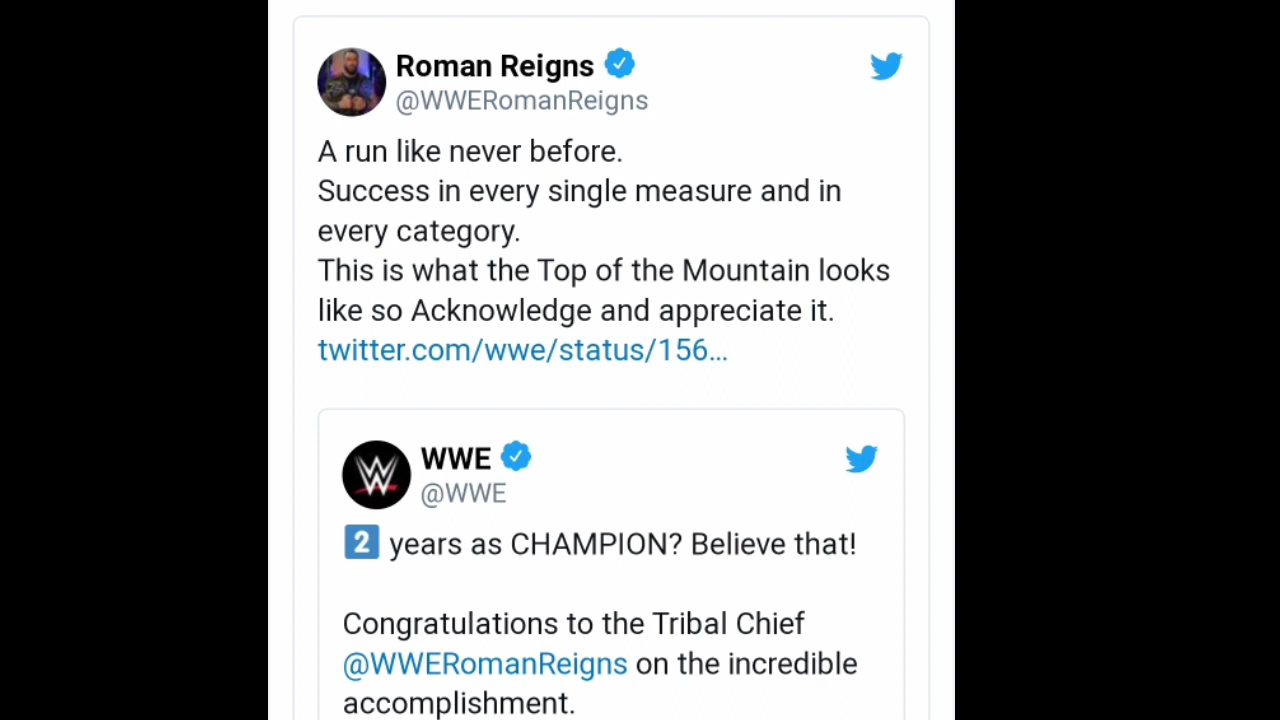 Roman Reigns
@WWERomanReigns
A run like never before.
Success in every single measure and in
every category.
This is what the Top of the Mountain looks
like so Acknowledge and appreciate it.
twitter.com/wwe/status/156…
WWE
@WWE
2️⃣ years as CHAMPION? Believe that!
Congratulations to the Tribal Chief
@WWERomanReigns on the incredible
accomplishment.